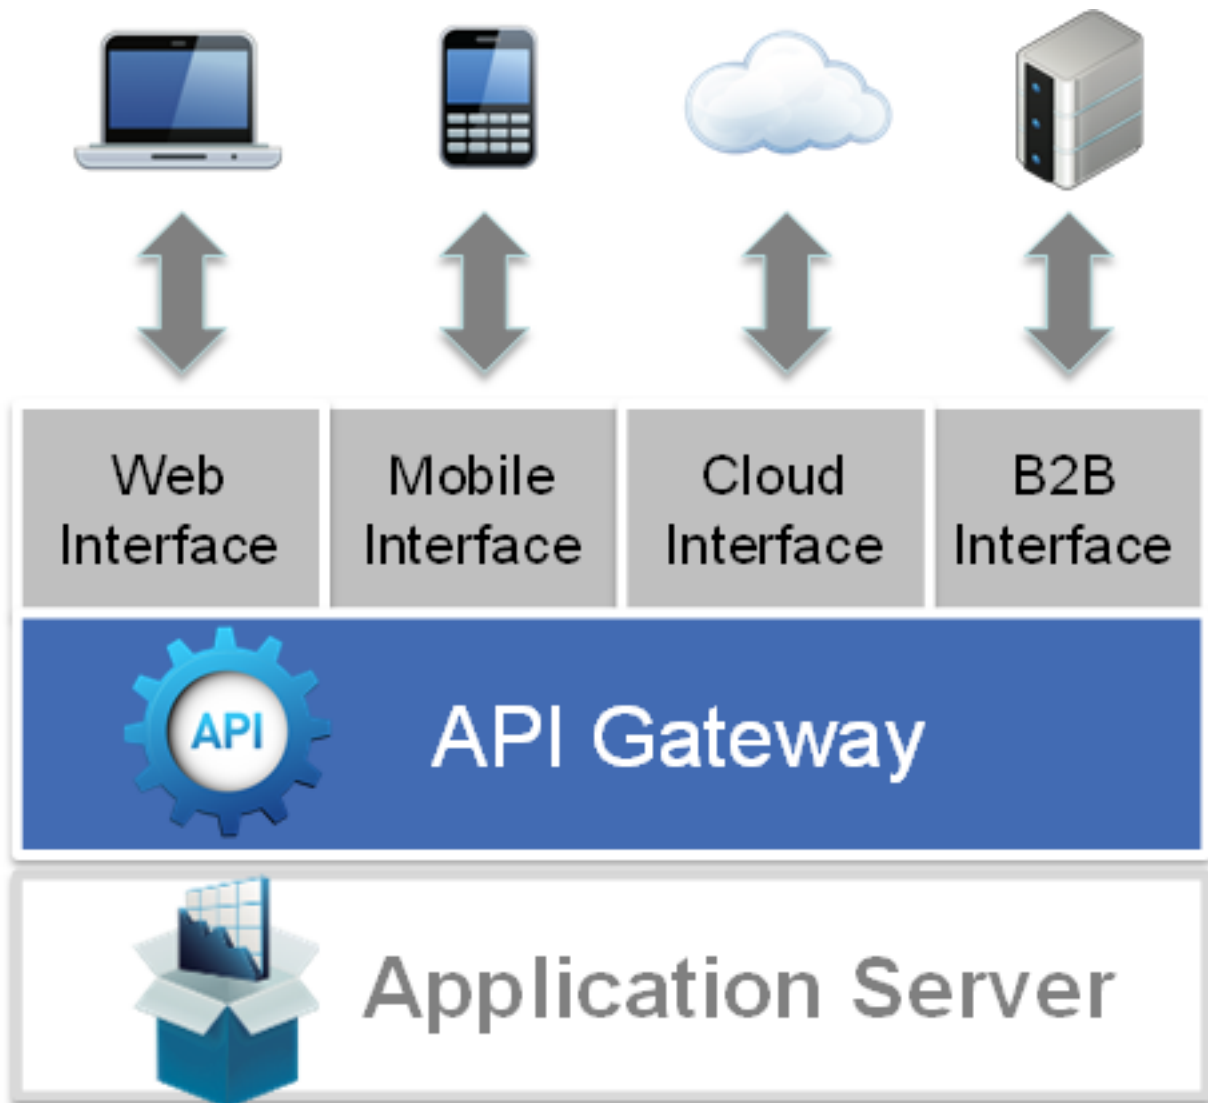 Web
Interface
Mobile
Interface
Cloud
Interface
B2B
Interface
API
API Gateway
Application Server